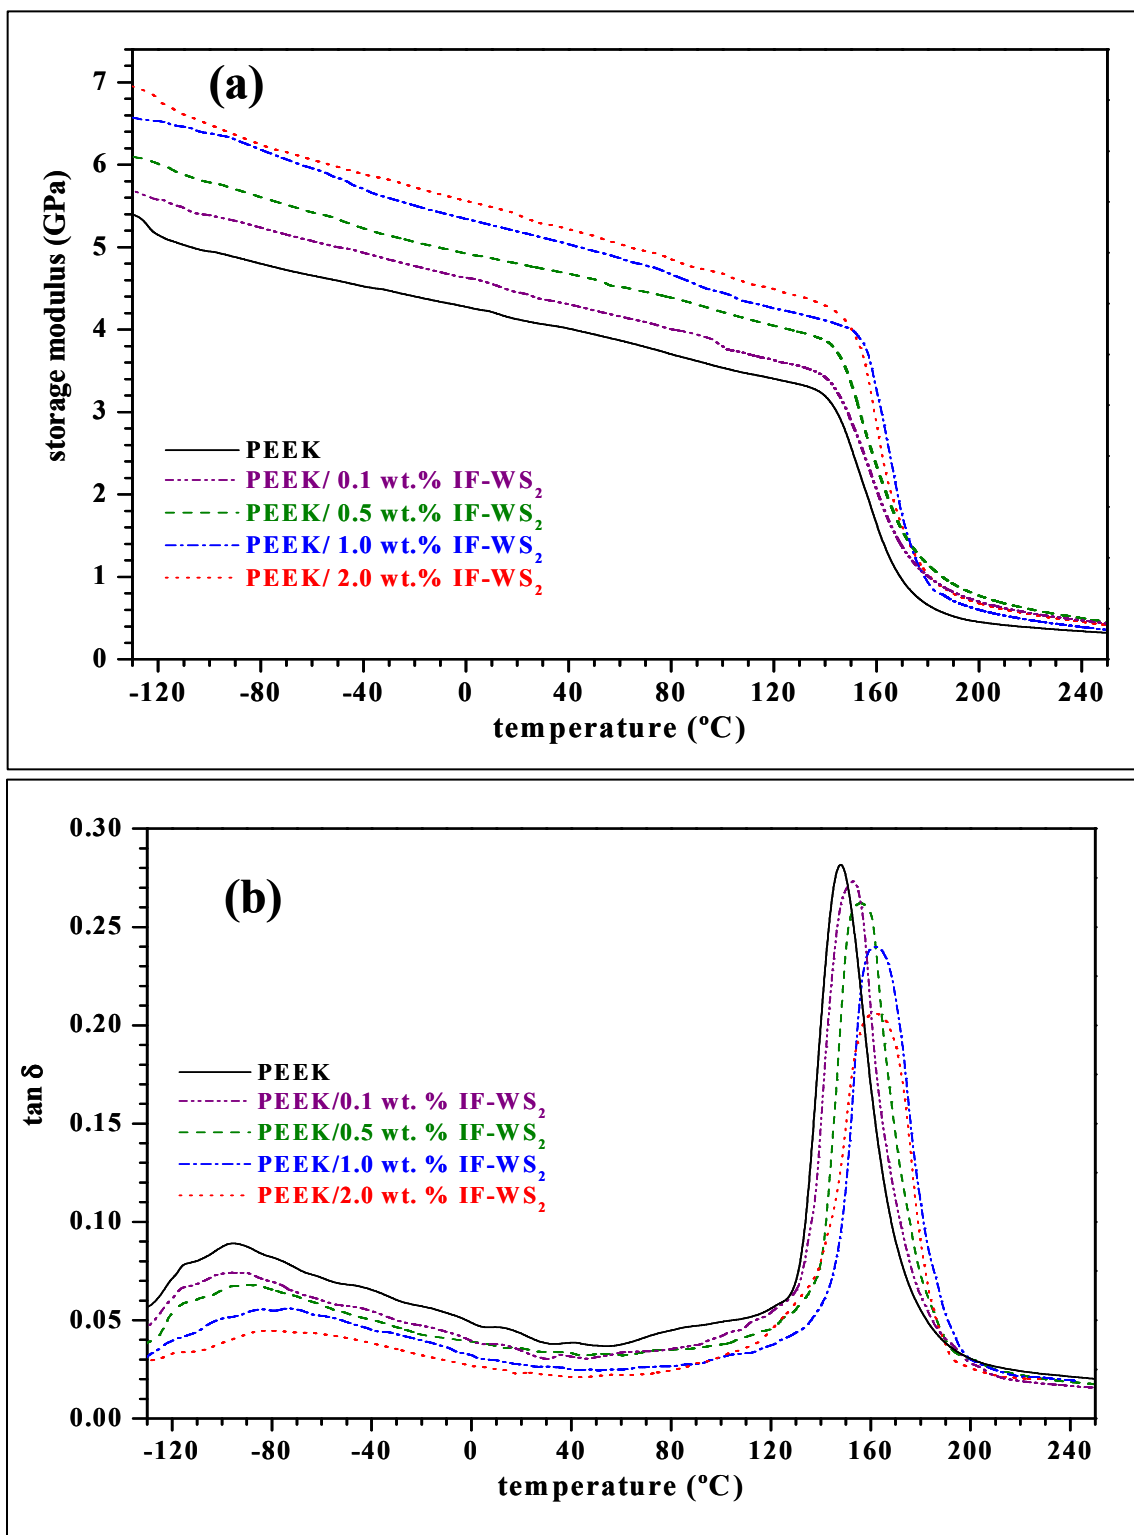 (a)
7
6
5
4
3
2
1
0
storage modulus (GPa)
PEEK
PEEK/ 0.1 wt.% IF-WS₂
PEEK/ 0.5 wt.% IF-WS₂
PEEK/ 1.0 wt.% IF-WS₂
PEEK/ 2.0 wt.% IF-WS₂
-120 -80 -40 0 40 80 120 160 200 240
temperature (ºC)
(b)
0.30
0.25
0.20
0.15
0.10
0.05
0.00
tan δ
PEEK
PEEK/0.1 wt. % IF-WS₂
PEEK/0.5 wt. % IF-WS₂
PEEK/1.0 wt. % IF-WS₂
PEEK/2.0 wt. % IF-WS₂
-120 -80 -40 0 40 80 120 160 200 240
temperature (ºC)